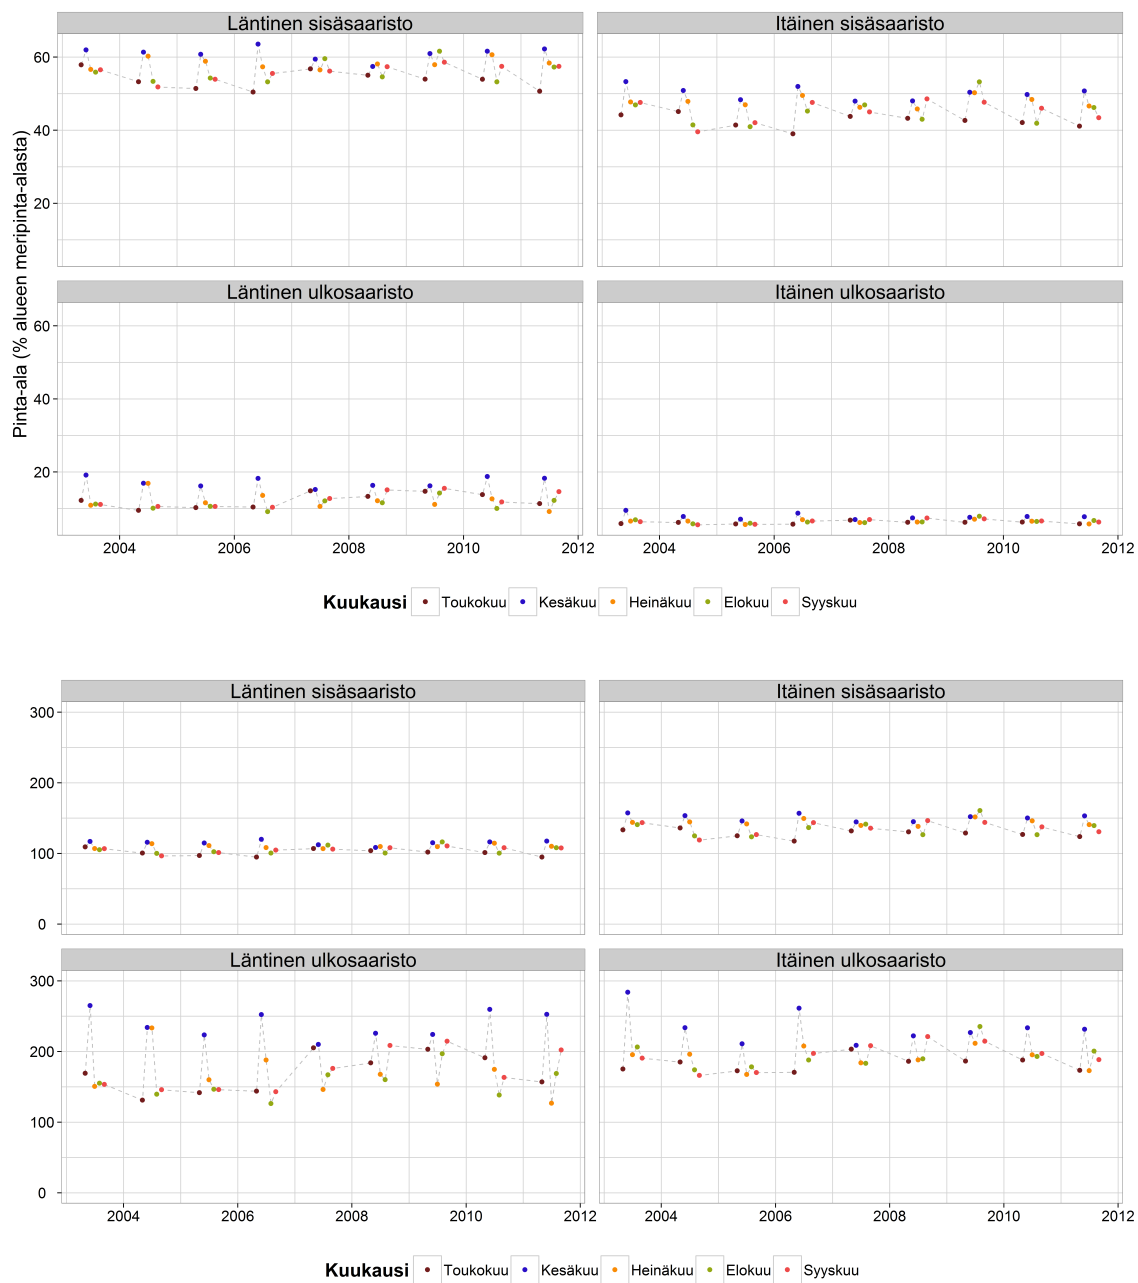 Läntinen sisäsaaristo
Itäinen sisäsaaristo
60
40
20
Pinta-ala (% alueen meripinta-alasta)
Läntinen ulkosaaristo
Itäinen ulkosaaristo
60
40
20
2004 2006 2008 2010 2012
2004 2006 2008 2010 2012
Kuukausi Toukokuu Kesäkuu Heinäkuu Elokuu Syyskuu
Läntinen sisäsaaristo
Itäinen sisäsaaristo
300
200
100
0
Läntinen ulkosaaristo
Itäinen ulkosaaristo
300
200
100
0
2004 2006 2008 2010 2012
2004 2006 2008 2010 2012
Kuukausi Toukokuu Kesäkuu Heinäkuu Elokuu Syyskuu